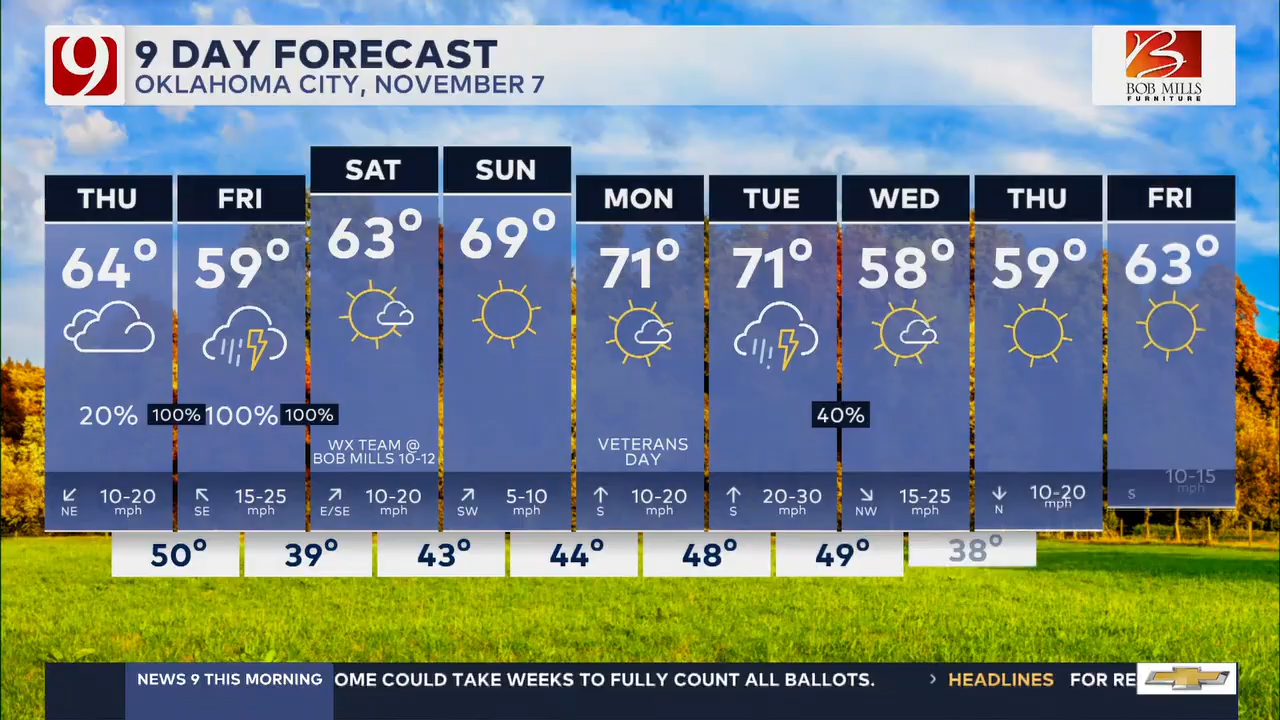 9
9 DAY FORECAST
OKLAHOMA CITY, NOVEMBER 7
B
BOB MILLS
FURNITURE
THU
FRI
SAT
SUN
MON
TUE
WED
THU
FRI
64°
59°
63°
69°
71°
71°
58°
59°
63°
20%
100%
100%
100%
40%
WX TEAM @
BOB MILLS 10-12
VETERANS
DAY
NE 10-20 mph
SE 15-25 mph
E/SE 10-20 mph
SW 5-10 mph
S 10-20 mph
S 20-30 mph
NW 15-25 mph
N 10-20 mph
S 10-15 mph
50°
39°
43°
44°
48°
49°
38°
NEWS 9 THIS MORNING
OME COULD TAKE WEEKS TO FULLY COUNT ALL BALLOTS. › HEADLINES FOR RE